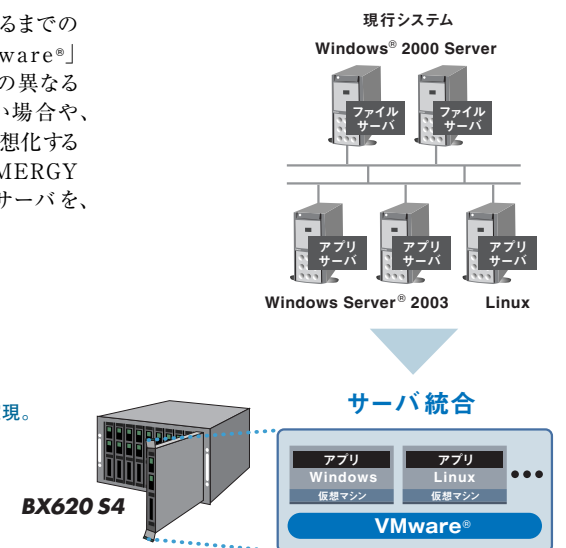 るまでの
ware®」
の異なる
い場合や、
想化する
MERGY
サーバを、
現。
現行システム
Windows® 2000 Server
ファイル
サーバ
ファイル
サーバ
アプリ
サーバ
アプリ
サーバ
アプリ
サーバ
Windows Server® 2003
Linux
サーバ統合
BX620 S4
アプリ
Windows
仮想マシン
アプリ
Linux
仮想マシン
●●●
VMware®